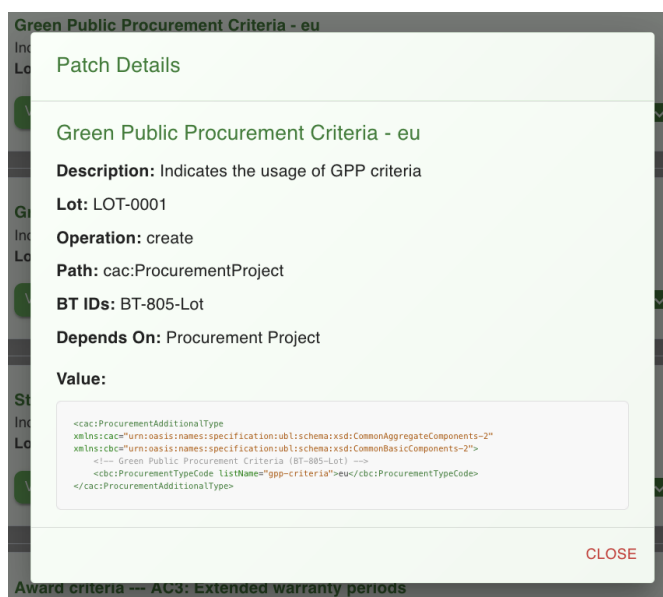 Green Public Procurement Criteria - eu
Inc
Lo
Patch Details
Green Public Procurement Criteria - eu
Description: Indicates the usage of GPP criteria
Lot: LOT-0001
Operation: create
Path: cac:ProcurementProject
BT IDs: BT-805-Lot
Depends On: Procurement Project
Value:
<cac:ProcurementAdditionalType
xmlns:cac="urn:oasis:names:specification:ubl:schema:xsd:CommonAggregateComponents-2"
xmlns:cbc="urn:oasis:names:specification:ubl:schema:xsd:CommonBasicComponents-2">
<!-- Green Public Procurement Criteria (BT-805-Lot) -->
<cbc:ProcurementTypeCode listName="gpp-criteria">eu</cbc:ProcurementTypeCode>
</cac:ProcurementAdditionalType>
CLOSE
Award criteria --- AC3: Extended warranty periods